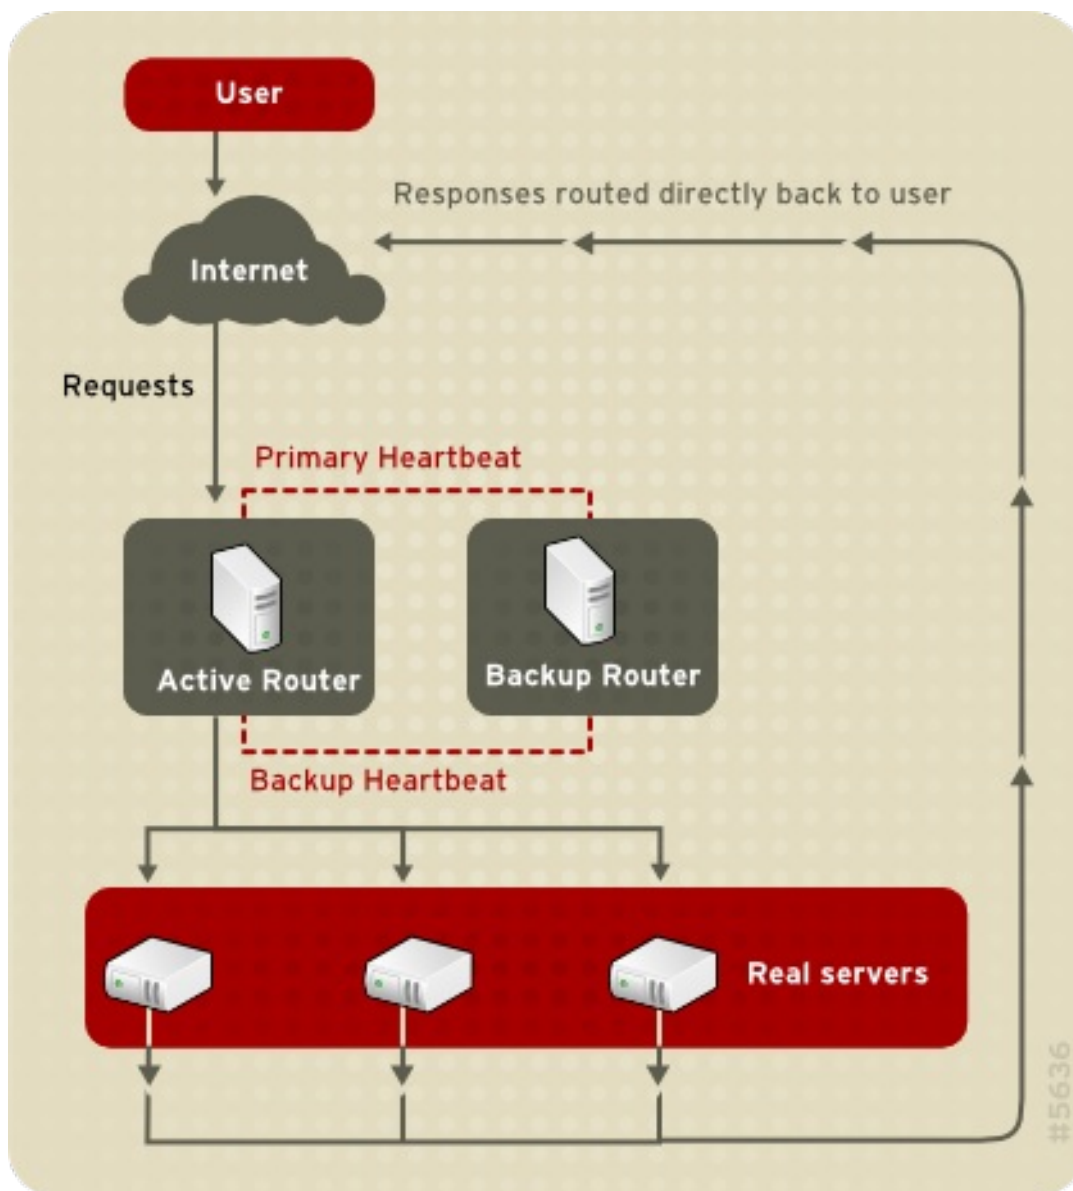 User
Responses routed directly back to user
Internet
Requests
Primary Heartbeat
Active Router
Backup Router
Backup Heartbeat
Real servers
#5636